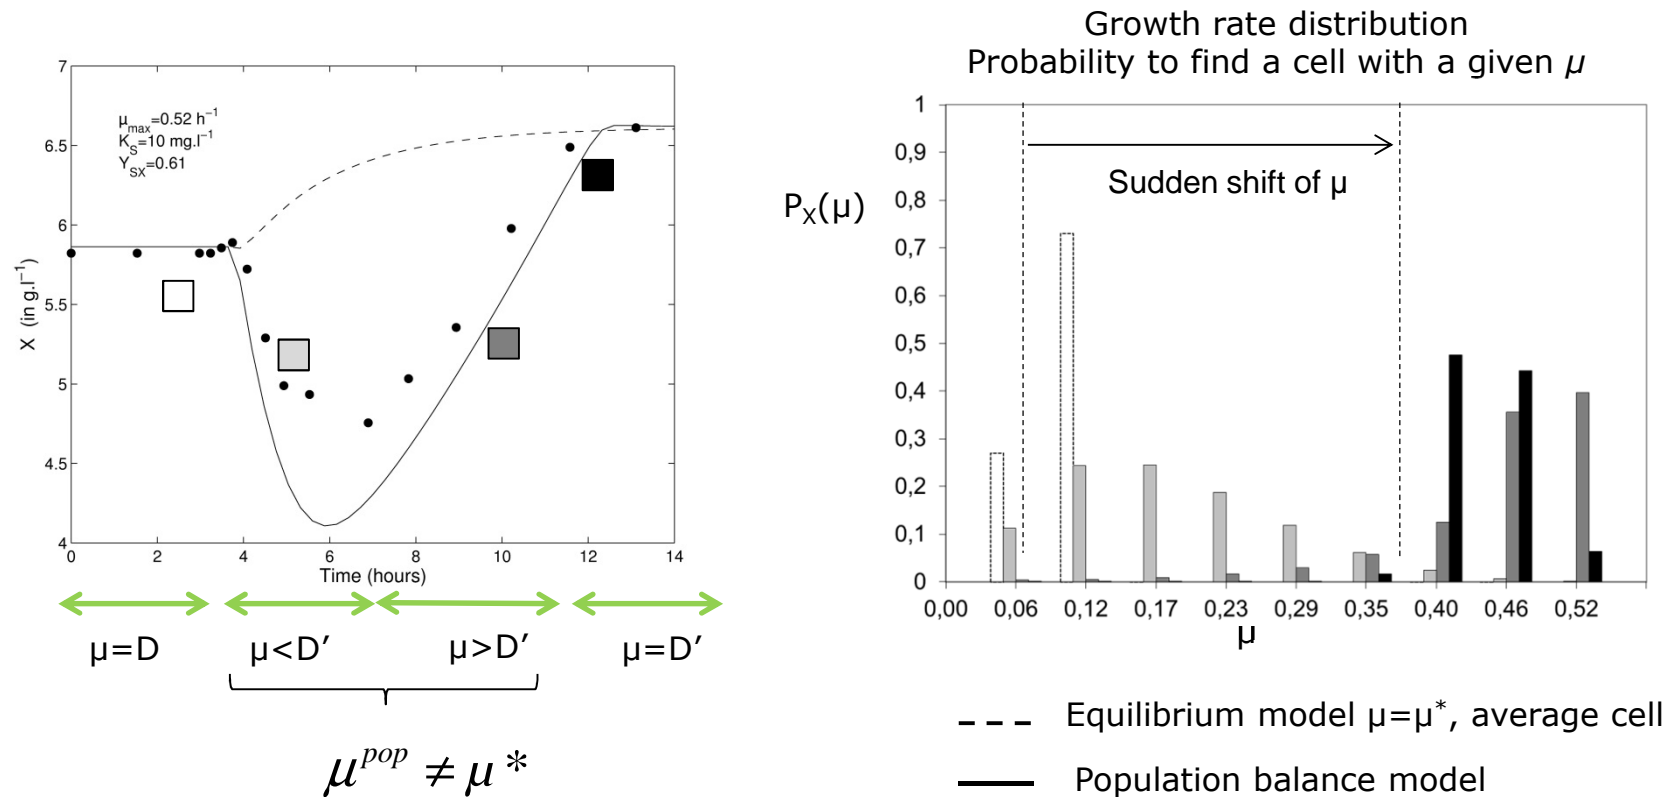 7
6.5
6
5.5
5
4.5
4
X (in g.l⁻¹)
μmax=0.52 h⁻¹
KS=10 mg.l⁻¹
YSX=0.61
0 2 4 6 8 10 12 14
Time (hours)
μ=D μ<D′ μ>D′ μ=D′
μ^pop ≠ μ*
Growth rate distribution
Probability to find a cell with a given μ
1
0,9
0,8
0,7
0,6
0,5
0,4
0,3
0,2
0,1
0
PX(μ)
Sudden shift of μ
0,00 0,06 0,12 0,17 0,23 0,29 0,35 0,40 0,46 0,52
μ
Equilibrium model μ=μ*, average cell
Population balance model